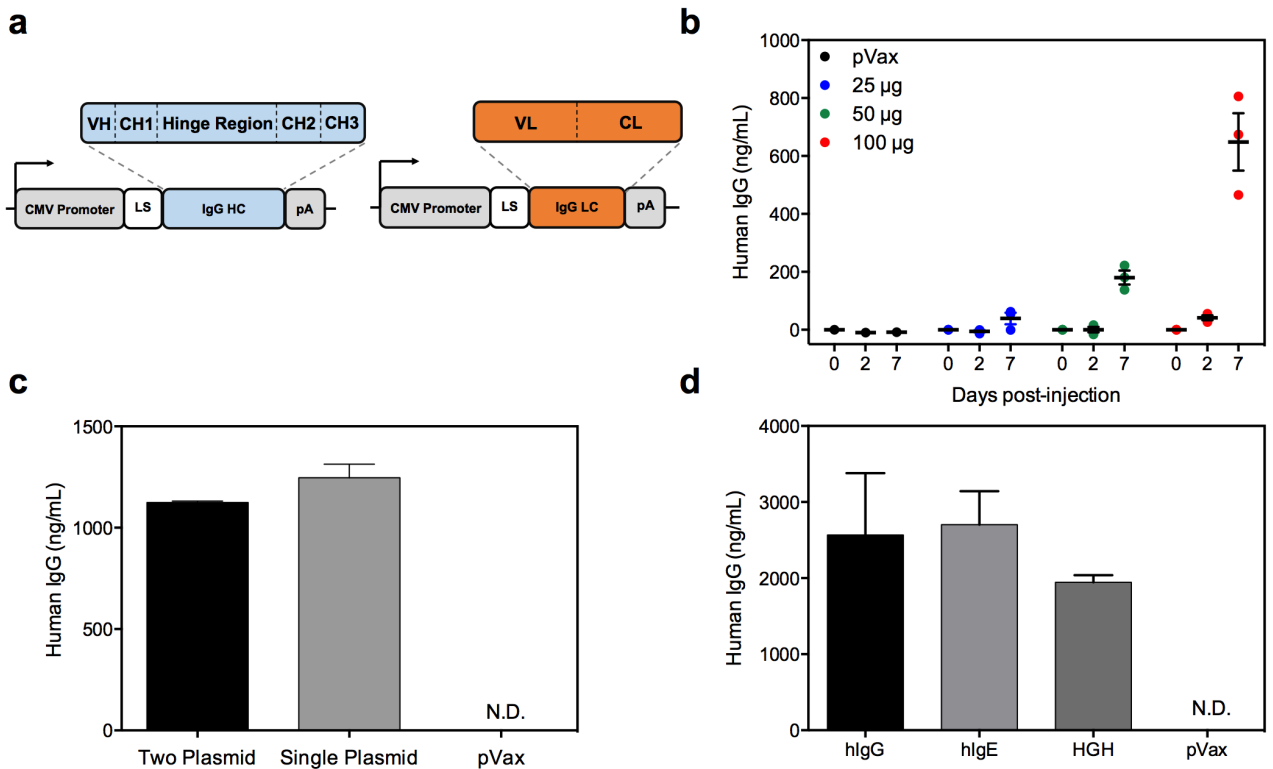 a
VH CH1 Hinge Region CH2 CH3
CMV Promoter LS IgG HC pA
VL CL
CMV Promoter LS IgG LC pA
b
Human IgG (ng/mL)
1000
800
600
400
200
0
pVax
25 µg
50 µg
100 µg
0 2 7 0 2 7 0 2 7 0 2 7
Days post-injection
c
Human IgG (ng/mL)
1500
1000
500
0
N.D.
Two Plasmid Single Plasmid pVax
d
Human IgG (ng/mL)
4000
3000
2000
1000
0
N.D.
hIgG hIgE HGH pVax